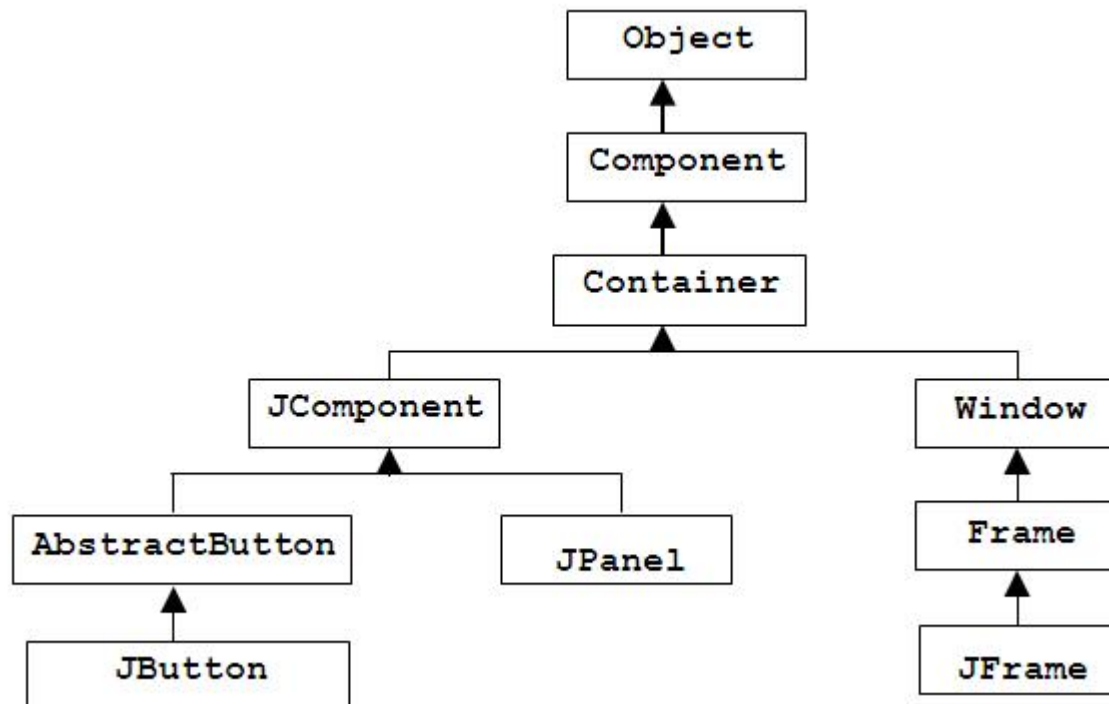 Object
Component
Container
JComponent
Window
AbstractButton
JPanel
Frame
JButton
JFrame